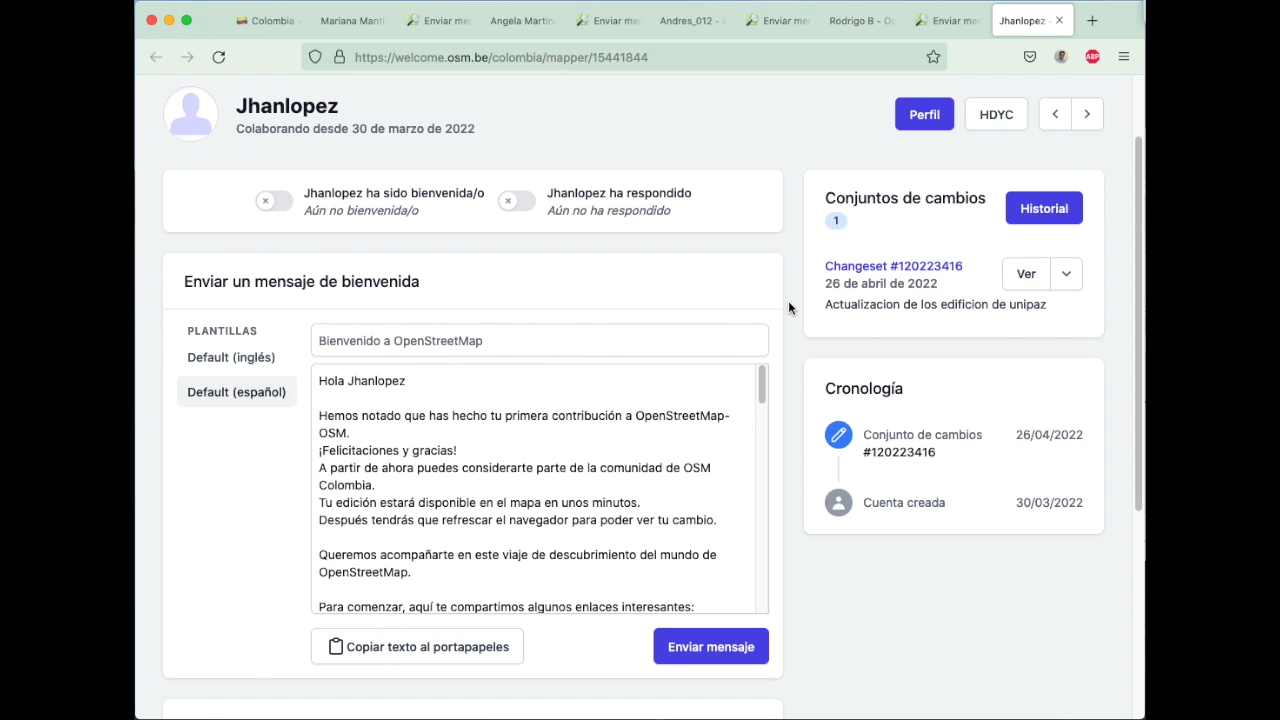 Colombia -
Mariana Manti
Enviar me
Angela Martin
Enviar me
Andres_012 -
Enviar me
Rodrigo B - Op
Enviar me
Jhanlopez -
https://welcome.osm.be/colombia/mapper/15441844
ABP
Jhanlopez
Colaborando desde 30 de marzo de 2022
Perfil
HDYC
Jhanlopez ha sido bienvenida/o
Aún no bienvenida/o
Jhanlopez ha respondido
Aún no ha respondido
Enviar un mensaje de bienvenida
PLANTILLAS
Default (inglés)
Default (español)
Bienvenido a OpenStreetMap
Hola Jhanlopez
Hemos notado que has hecho tu primera contribución a OpenStreetMap-
OSM.
¡Felicitaciones y gracias!
A partir de ahora puedes considerarte parte de la comunidad de OSM
Colombia.
Tu edición estará disponible en el mapa en unos minutos.
Después tendrás que refrescar el navegador para poder ver tu cambio.
Queremos acompañarte en este viaje de descubrimiento del mundo de
OpenStreetMap.
Para comenzar, aquí te compartimos algunos enlaces interesantes:
Copiar texto al portapapeles
Enviar mensaje
Conjuntos de cambios
1
Historial
Changeset #120223416
26 de abril de 2022
Ver
Actualizacion de los edificion de unipaz
Cronología
Conjunto de cambios
#120223416
26/04/2022
Cuenta creada
30/03/2022